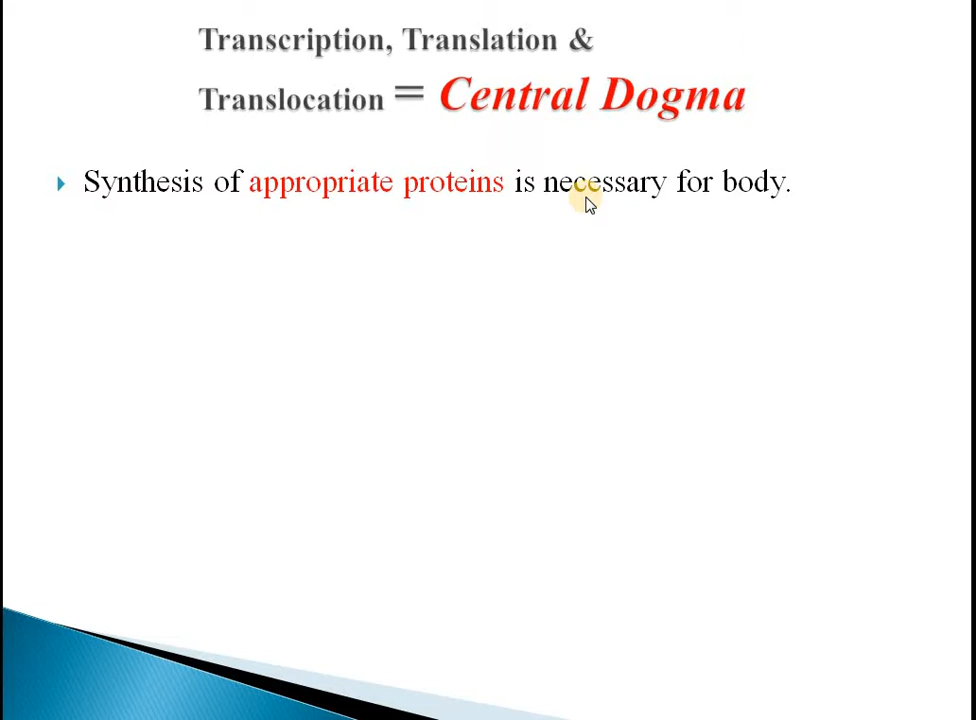 Transcription, Translation &
Translocation = Central Dogma
Synthesis of appropriate proteins is necessary for body.